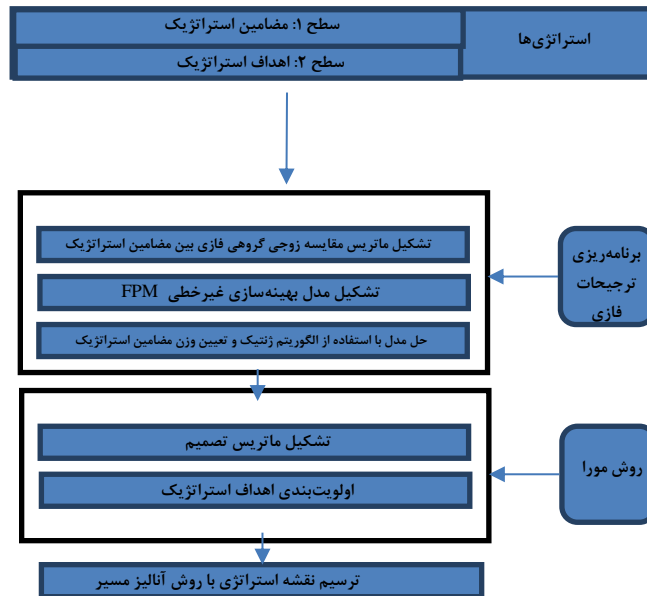 سطح ۱: مضامین استراتژیک
استراتژی‌ها
سطح ۲: اهداف استراتژیک
تشکیل ماتریس مقایسه زوجی گروهی فازی بین مضامین استراتژیک
تشکیل مدل بهینه‌سازی غیرخطی FPM
حل مدل با استفاده از الگوریتم ژنتیک و تعیین وزن مضامین استراتژیک
برنامه‌ریزی
ترجیحات
فازی
تشکیل ماتریس تصمیم
اولویت‌بندی اهداف استراتژیک
روش مورا
ترسیم نقشه استراتژی با روش آنالیز مسیر